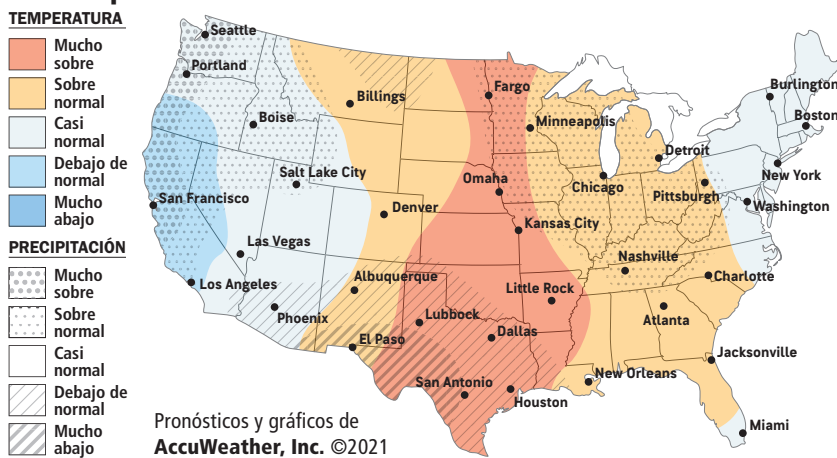 TEMPERATURA
Mucho
sobre
Sobre
normal
Casi
normal
Debajo de
normal
Mucho
abajo
PRECIPITACIÓN
Mucho
sobre
Sobre
normal
Casi
normal
Debajo de
normal
Mucho
abajo
Seattle
Portland
Boise
Billings
Fargo
Minneapolis
Burlington
Boston
Detroit
New York
Salt Lake City
Omaha
Chicago
Pittsburgh
Washington
San Francisco
Denver
Kansas City
Las Vegas
Nashville
Los Angeles
Albuquerque
Charlotte
Little Rock
Phoenix
Lubbock
Atlanta
El Paso
Dallas
Jacksonville
San Antonio
New Orleans
Houston
Miami
Pronósticos y gráficos de
AccuWeather, Inc. ©2021